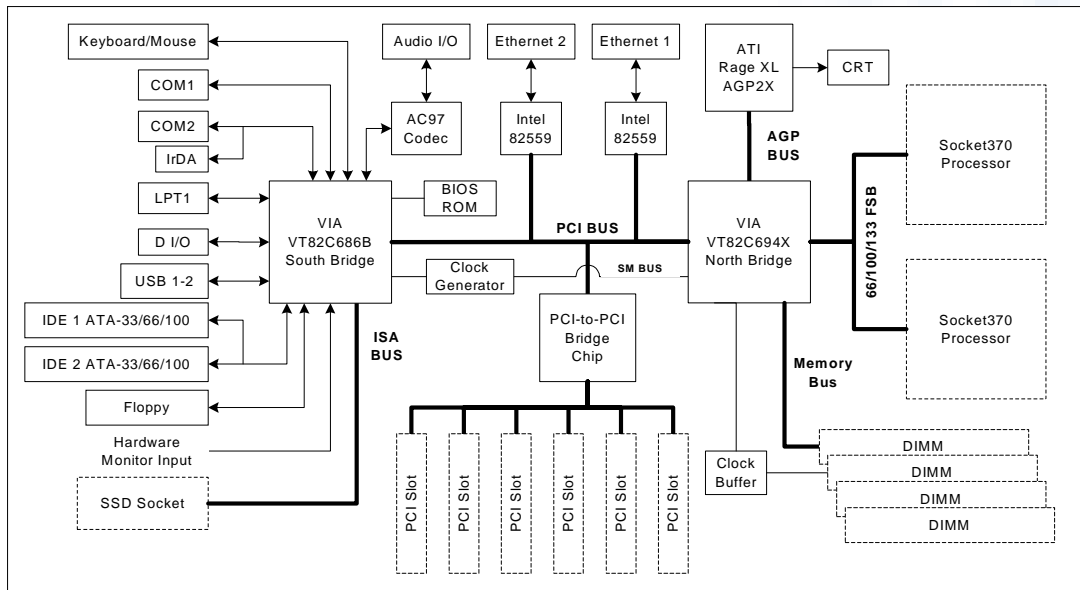 Keyboard/Mouse
COM1
COM2
IrDA
LPT1
D I/O
USB 1-2
IDE 1 ATA-33/66/100
IDE 2 ATA-33/66/100
Floppy
Hardware
Monitor Input
SSD Socket
Audio I/O
AC97
Codec
BIOS
ROM
VIA
VT82C686B
South Bridge
ISA
BUS
Ethernet 2
Intel
82559
Ethernet 1
Intel
82559
PCI BUS
Clock
Generator
SM BUS
PCI-to-PCI
Bridge
Chip
PCI Slot
PCI Slot
PCI Slot
PCI Slot
PCI Slot
PCI Slot
ATI
Rage XL
AGP2X
CRT
AGP
BUS
VIA
VT82C694X
North Bridge
66/100/133 FSB
Socket370
Processor
Socket370
Processor
Memory
Bus
Clock
Buffer
DIMM
DIMM
DIMM
DIMM